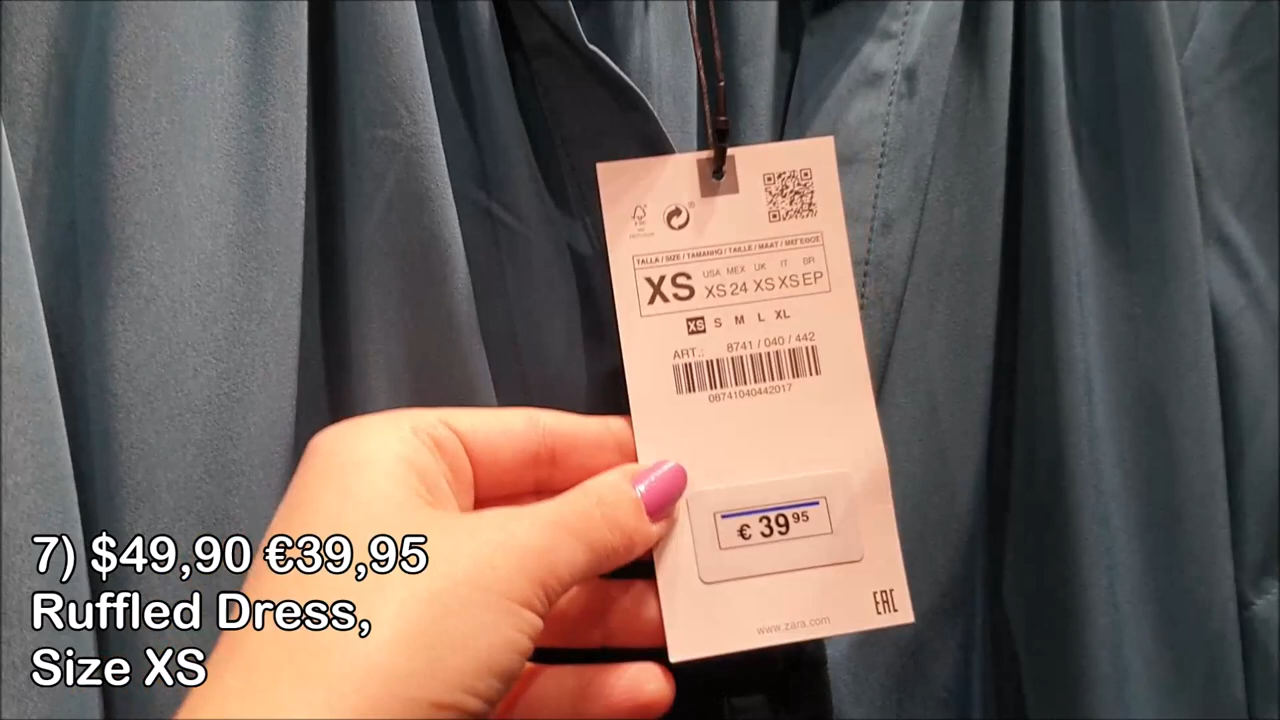 TALLA / SIZE / TAMANHO / TAILLE / MAAT / ΜΕΓΕΘΟΣ
XS
USA MEX UK IT BR
XS 24 XS XS EP
XS S M L XL
ART.: 8741 / 040 / 442
08741040442017
€ 39 95
EAC
www.zara.com
7) $49,90 €39,95
Ruffled Dress,
Size XS